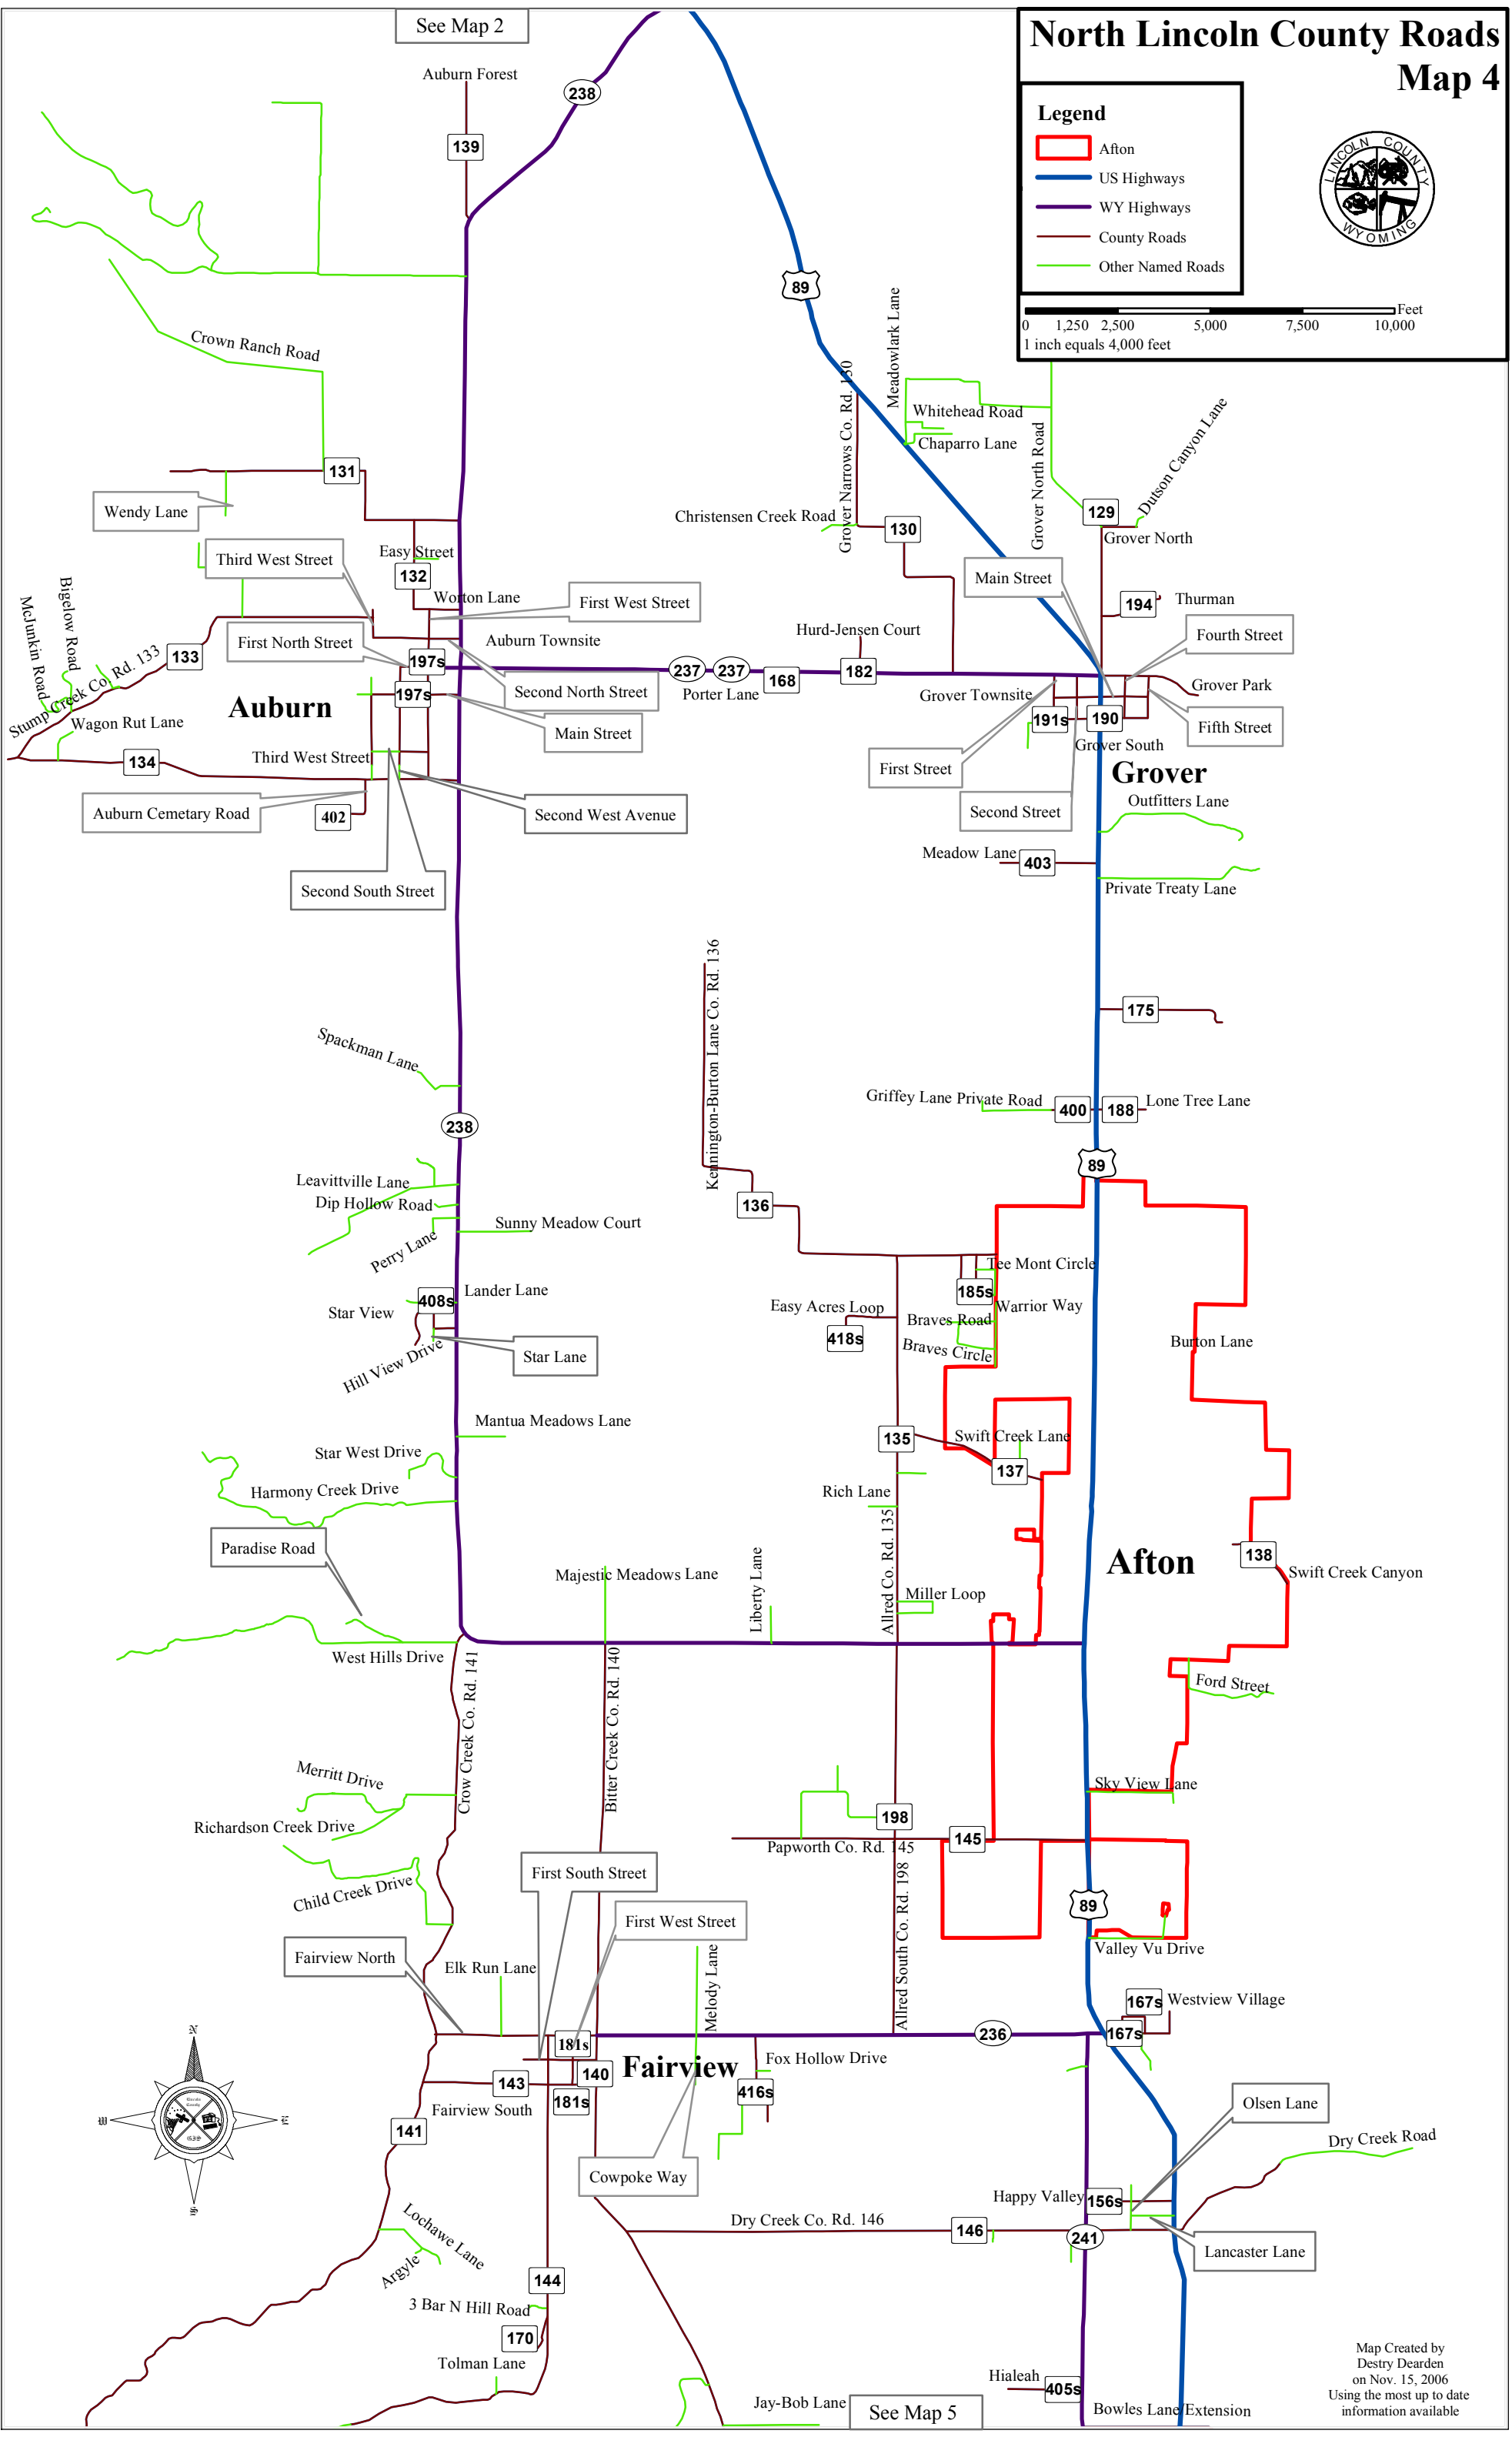 See Map 2
North Lincoln County Roads
Map 4
Legend
Afton
US Highways
WY Highways
County Roads
Other Named Roads
LINCOLN COUNTY
WYOMING
Feet
0 1,250 2,500 5,000 7,500 10,000
1 inch equals 4,000 feet
Auburn Forest
238
139
89
Crown Ranch Road
Meadowlark Lane
Whitehead Road
Chaparro Lane
Grover Narrows Co. Rd. 130
Grover North Road
Dutson Canyon Lane
131
Wendy Lane
Christensen Creek Road
130
129
Grover North
Third West Street
Easy Street
132
Worton Lane
First West Street
Main Street
194
Thurman
Fourth Street
Bigelow Road
McJunkin Road
Stump Creek Co. Rd. 133
133
First North Street
Auburn Townsite
Hurd-Jensen Court
197s
237
237
168
182
Porter Lane
Second North Street
197s
Grover Townsite
Grover Park
Auburn
Wagon Rut Lane
Main Street
191s
190
Fifth Street
Grover South
134
Third West Street
First Street
Grover
Auburn Cemetary Road
402
Second West Avenue
Second Street
Outfitters Lane
Second South Street
Meadow Lane
403
Private Treaty Lane
Kennington-Burton Lane Co. Rd. 136
175
Spackman Lane
Griffey Lane Private Road
400
188
Lone Tree Lane
238
89
Leavittville Lane
Dip Hollow Road
136
Perry Lane
Sunny Meadow Court
Tee Mont Circle
185s
Lander Lane
408s
Star View
Easy Acres Loop
418s
Braves Road
Warrior Way
Braves Circle
Burton Lane
Hill View Drive
Star Lane
Mantua Meadows Lane
135
Swift Creek Lane
137
Star West Drive
Harmony Creek Drive
Rich Lane
Allred Co. Rd. 135
Paradise Road
Afton
138
Swift Creek Canyon
Majestic Meadows Lane
Liberty Lane
Miller Loop
West Hills Drive
Crow Creek Co. Rd. 141
Bitter Creek Co. Rd. 140
Ford Street
Merritt Drive
Sky View Lane
Richardson Creek Drive
198
145
Papworth Co. Rd. 145
First South Street
Child Creek Drive
Allred South Co. Rd. 198
89
First West Street
Valley Vu Drive
Fairview North
Elk Run Lane
Melody Lane
167s
Westview Village
181s
236
167s
Fairview
Fox Hollow Drive
143
140
416s
181s
Fairview South
141
Olsen Lane
Dry Creek Road
Cowpoke Way
Happy Valley
156s
Lochawe Lane
Argyle
Dry Creek Co. Rd. 146
146
241
Lancaster Lane
144
3 Bar N Hill Road
170
Tolman Lane
Hialeah
405s
Jay-Bob Lane
See Map 5
Bowles Lane/Extension
N
W
E
S
GIS
Map Created by
Destry Dearden
on Nov. 15, 2006
Using the most up to date
information available